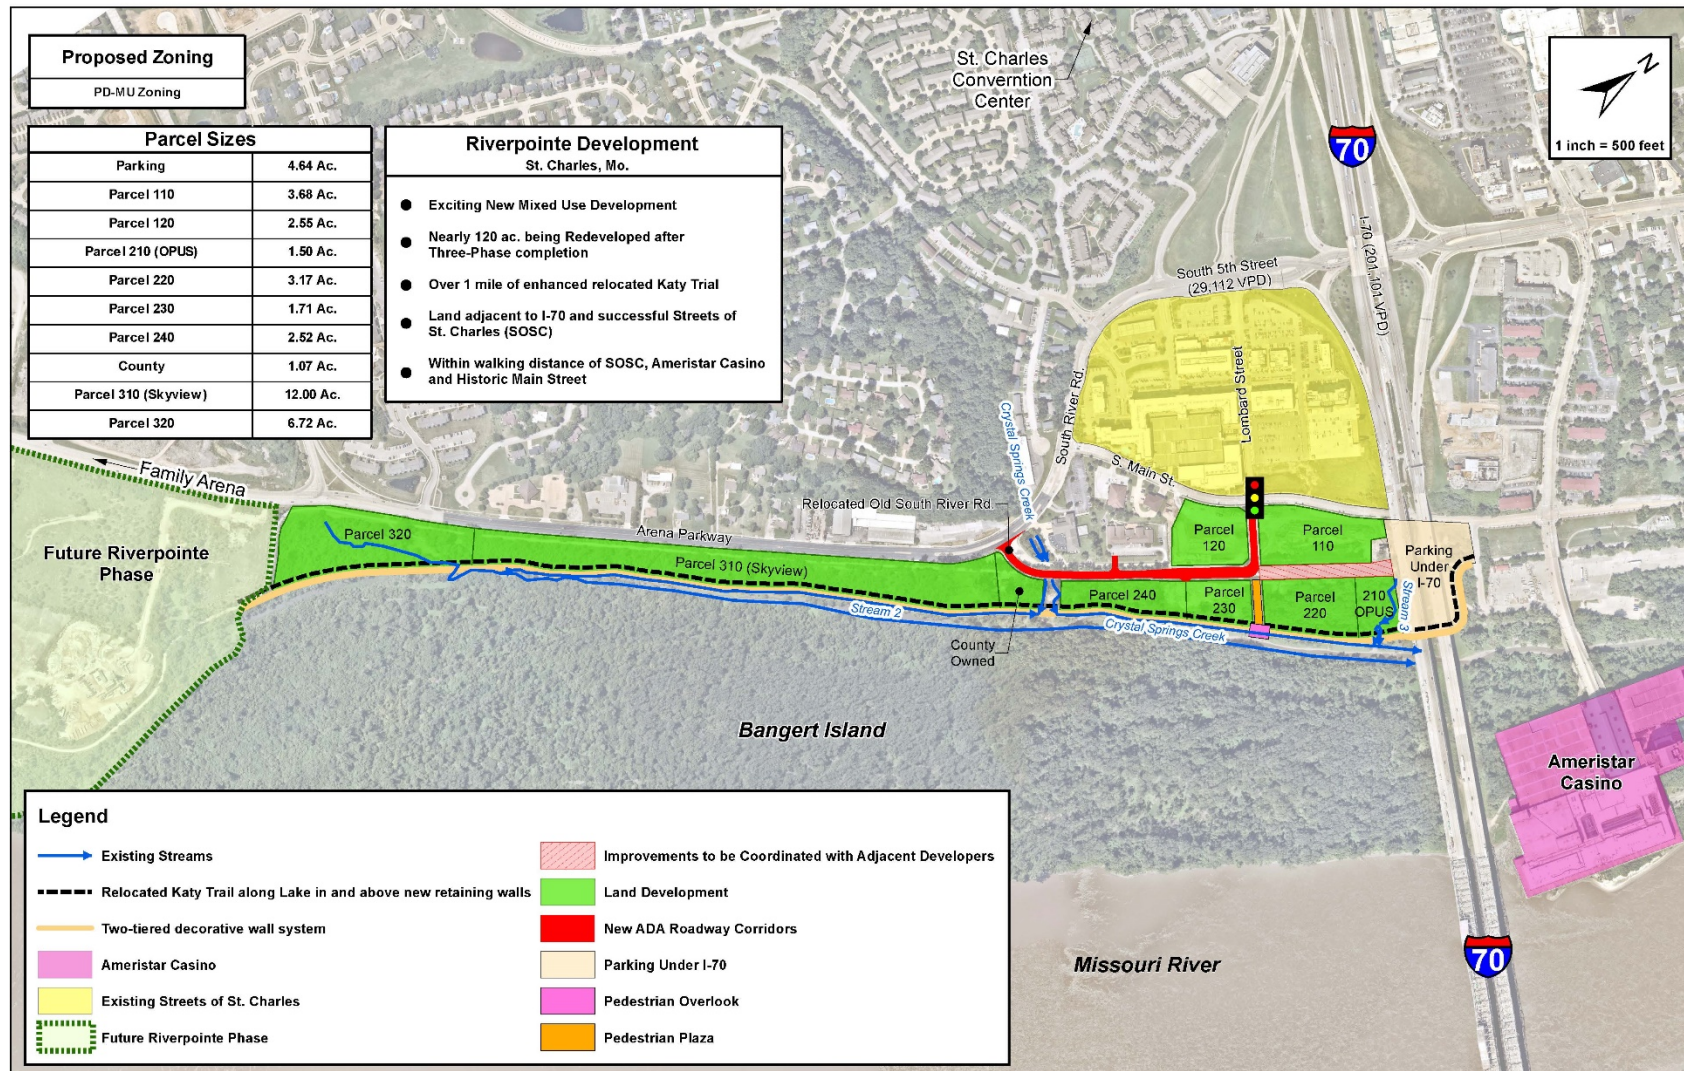 Proposed Zoning
PD-MU Zoning
Parcel Sizes
Parking 4.64 Ac.
Parcel 110 3.68 Ac.
Parcel 120 2.55 Ac.
Parcel 210 (OPUS) 1.50 Ac.
Parcel 220 3.17 Ac.
Parcel 230 1.71 Ac.
Parcel 240 2.52 Ac.
County 1.07 Ac.
Parcel 310 (Skyview) 12.00 Ac.
Parcel 320 6.72 Ac.
Riverpointe Development
St. Charles, Mo.
● Exciting New Mixed Use Development
● Nearly 120 ac. being Redeveloped after
Three-Phase completion
● Over 1 mile of enhanced relocated Katy Trial
● Land adjacent to I-70 and successful Streets of
St. Charles (SOSC)
● Within walking distance of SOSC, Ameristar Casino
and Historic Main Street
St. Charles
Converntion
Center
70
N
1 inch = 500 feet
I-70 (201,101 VPD)
South 5th Street
(29,112 VPD)
South River Rd.
Lombard Street
S. Main St.
Crystal Springs Creek
Relocated Old South River Rd.
Family Arena
Future Riverpointe
Phase
Parcel 320
Arena Parkway
Parcel 310 (Skyview)
Parcel
120
Parcel
110
Parking
Under
I-70
Parcel 240
Parcel
230
Parcel
220
210
OPUS
Stream 3
Stream 2
Crystal Springs Creek
County
Owned
Bangert Island
Ameristar
Casino
Missouri River
70
Legend
Existing Streams
Relocated Katy Trail along Lake in and above new retaining walls
Two-tiered decorative wall system
Ameristar Casino
Existing Streets of St. Charles
Future Riverpointe Phase
Improvements to be Coordinated with Adjacent Developers
Land Development
New ADA Roadway Corridors
Parking Under I-70
Pedestrian Overlook
Pedestrian Plaza